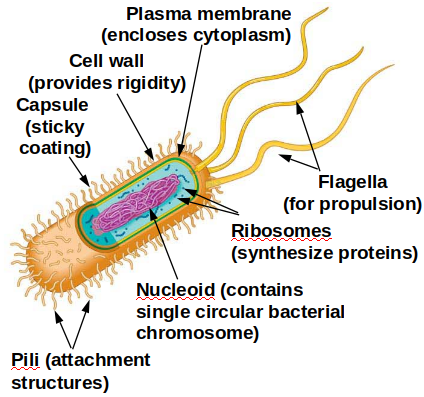 Plasma membrane
(encloses cytoplasm)
Cell wall
(provides rigidity)
Capsule
(sticky
coating)
Flagella
(for propulsion)
Ribosomes
(synthesize proteins)
Nucleoid (contains
single circular bacterial
chromosome)
Pili (attachment
structures)